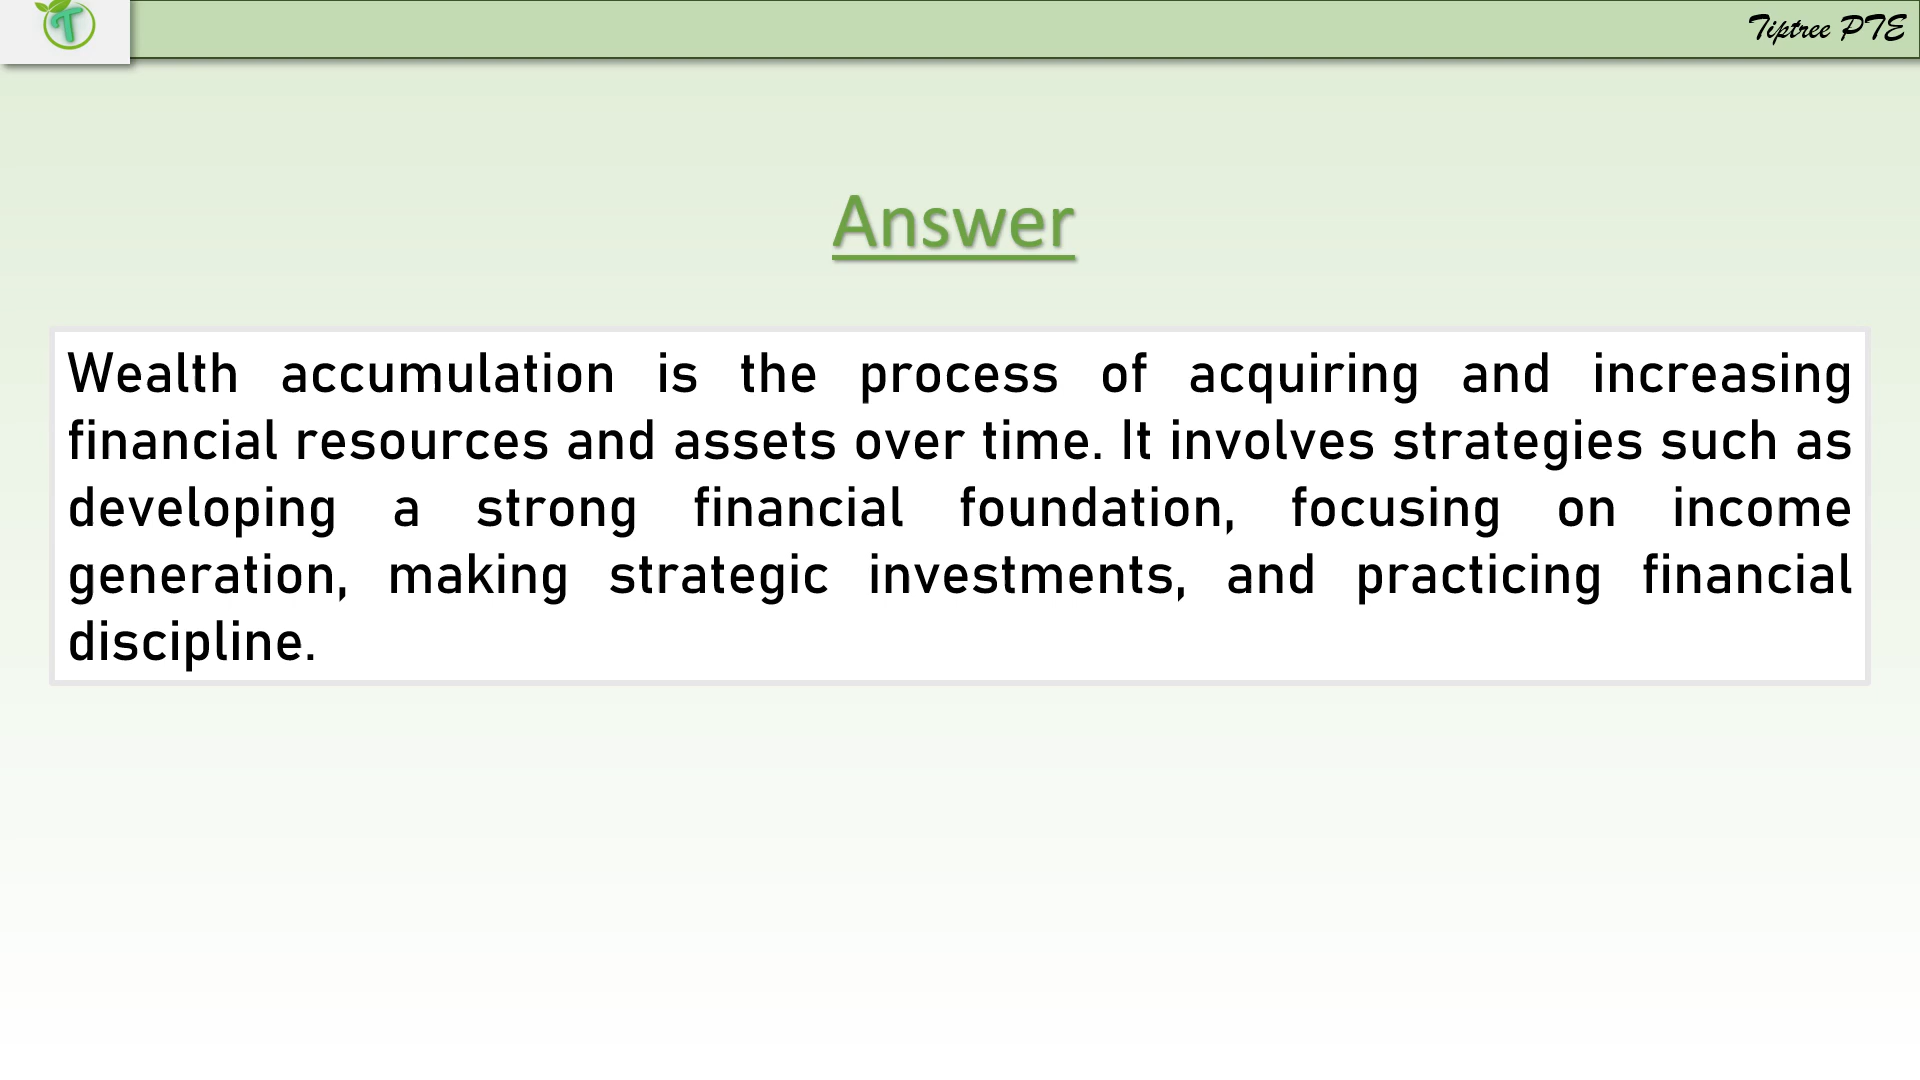 T
Tiptree PTE
Answer
Wealth accumulation is the process of acquiring and increasing
financial resources and assets over time. It involves strategies such as
developing a strong financial foundation, focusing on income
generation, making strategic investments, and practicing financial
discipline.